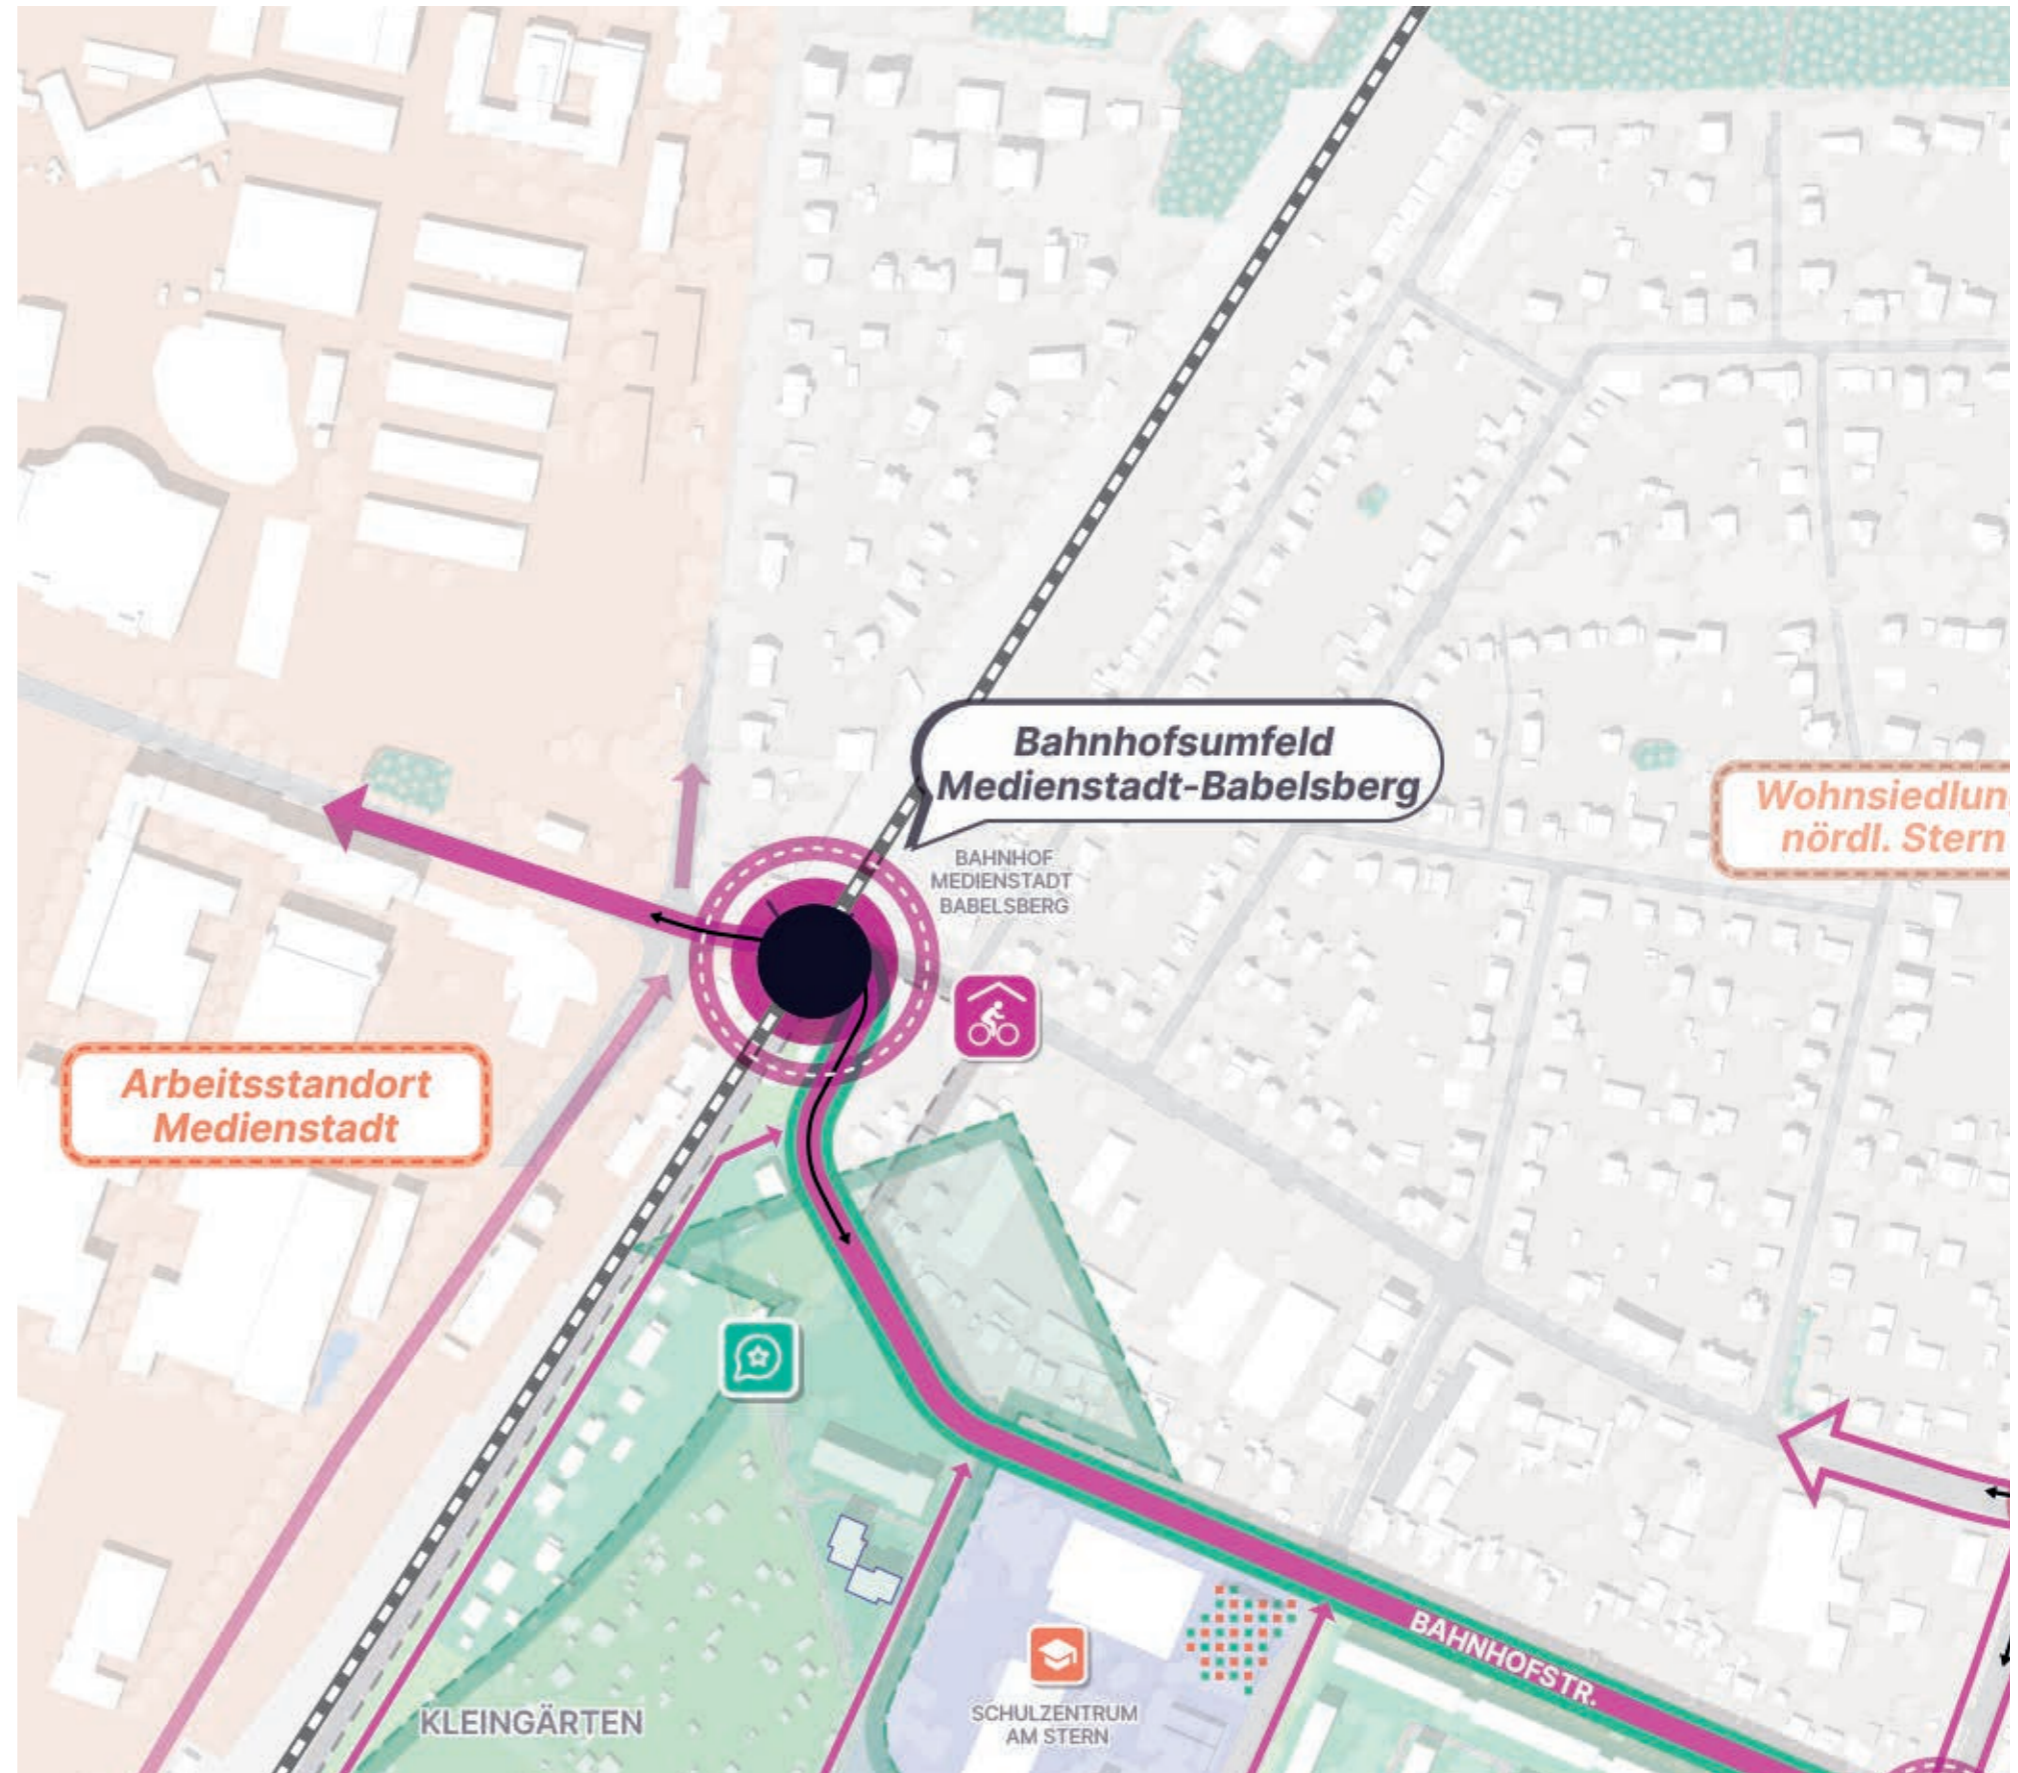 Bahnhofsumfeld
Medienstadt-Babelsberg
Wohnsiedlun
nördl. Stern
BAHNHOF
MEDIENSTADT
BABELSBERG
Arbeitsstandort
Medienstadt
BAHNHOFSTR.
KLEINGÄRTEN
SCHULZENTRUM
AM STERN